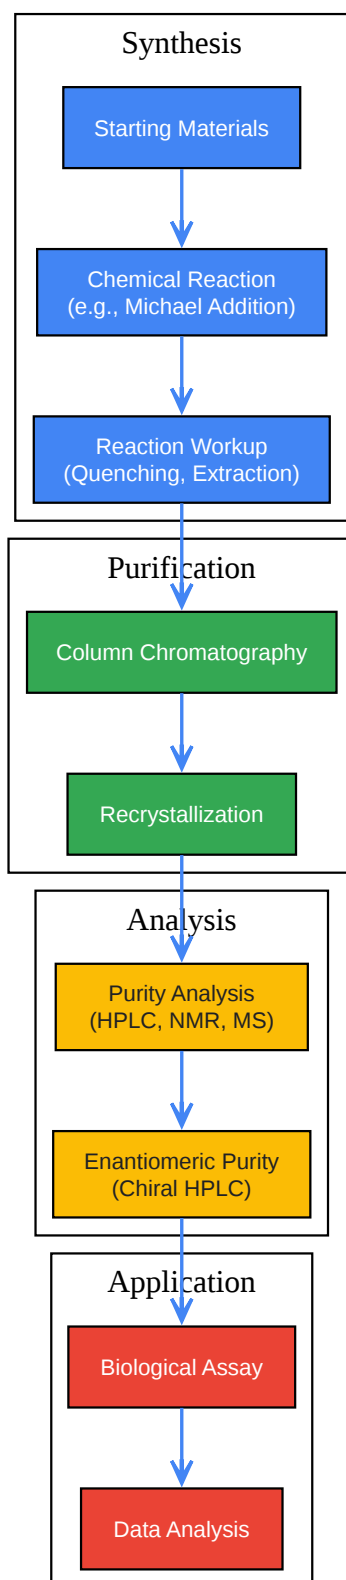 Synthesis
Starting Materials
Chemical Reaction
(e.g., Michael Addition)
Reaction Workup
(Quenching, Extraction)
Purification
Column Chromatography
Recrystallization
Analysis
Purity Analysis
(HPLC, NMR, MS)
Enantiomeric Purity
(Chiral HPLC)
Application
Biological Assay
Data Analysis